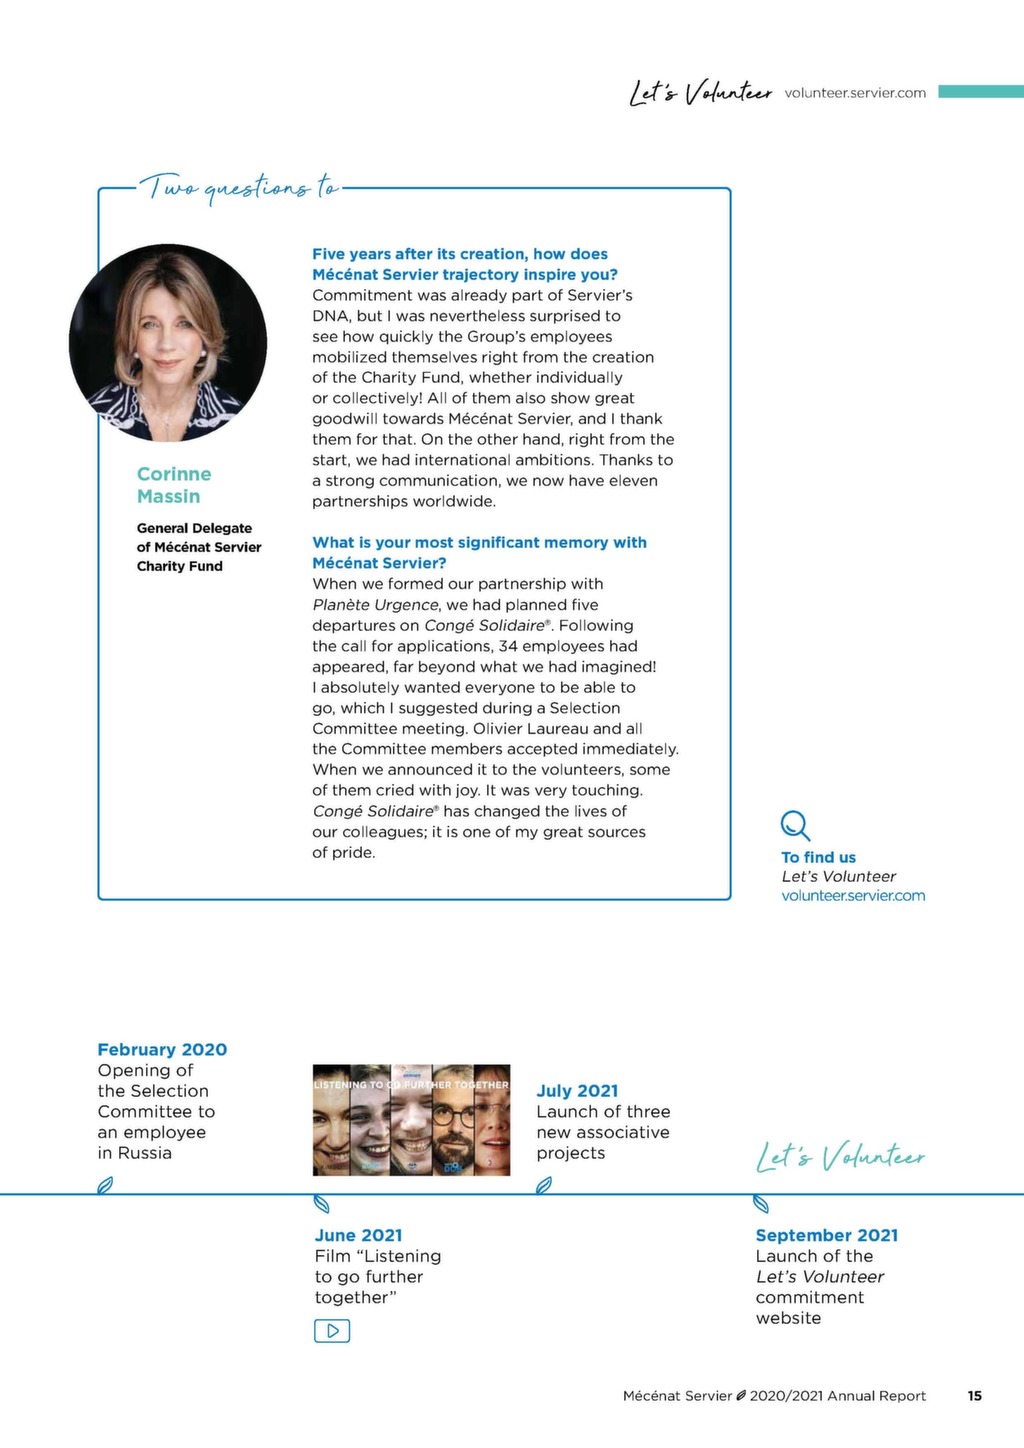 Let's Volunteer volunteer.servier.com
Two questions to
Corinne
Massin
General Delegate
of Mécénat Servier
Charity Fund
Five years after its creation, how does
Mécénat Servier trajectory inspire you?
Commitment was already part of Servier's
DNA, but I was nevertheless surprised to
see how quickly the Group's employees
mobilized themselves right from the creation
of the Charity Fund, whether individually
or collectively! All of them also show great
goodwill towards Mécénat Servier, and I thank
them for that. On the other hand, right from the
start, we had international ambitions. Thanks to
a strong communication, we now have eleven
partnerships worldwide.
What is your most significant memory with
Mécénat Servier?
When we formed our partnership with
Planète Urgence, we had planned five
departures on Congé Solidaire®. Following
the call for applications, 34 employees had
appeared, far beyond what we had imagined!
I absolutely wanted everyone to be able to
go, which I suggested during a Selection
Committee meeting. Olivier Laureau and all
the Committee members accepted immediately.
When we announced it to the volunteers, some
of them cried with joy. It was very touching.
Congé Solidaire® has changed the lives of
our colleagues; it is one of my great sources
of pride.
To find us
Let's Volunteer
volunteer.servier.com
February 2020
Opening of
the Selection
Committee to
an employee
in Russia
LISTENING TO GO FURTHER TOGETHER
June 2021
Film “Listening
to go further
together”
July 2021
Launch of three
new associative
projects
Let's Volunteer
September 2021
Launch of the
Let's Volunteer
commitment
website
Mécénat Servier 2020/2021 Annual Report 15